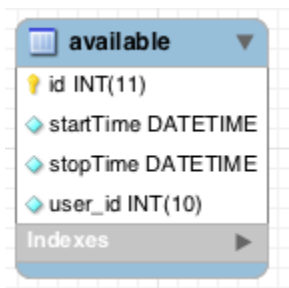 available
id INT(11)
startTime DATETIME
stopTime DATETIME
user_id INT(10)
Indexes